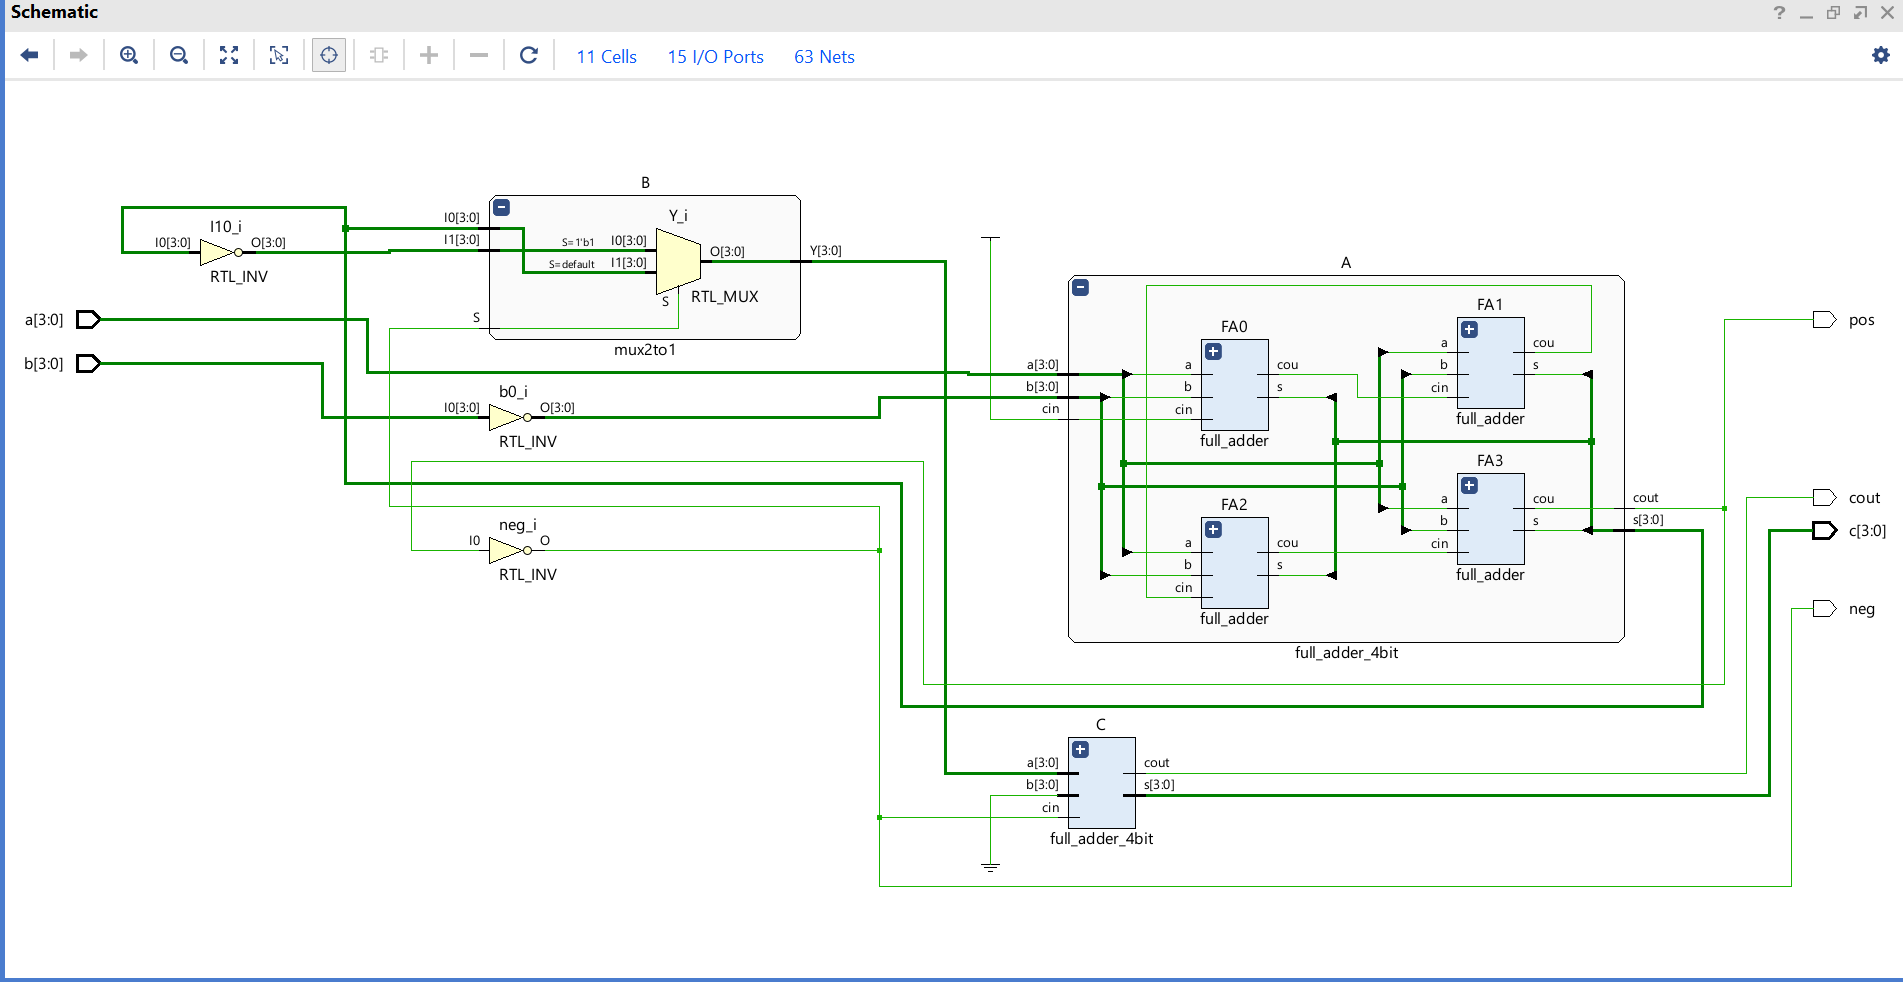 Schematic
11 Cells 15 I/O Ports 63 Nets
B
I10_i
I0[3:0] O[3:0]
RTL_INV
I0[3:0]
I1[3:0]
S
Y_i
S=1'b1 I0[3:0]
S=default I1[3:0]
O[3:0]
S RTL_MUX
Y[3:0]
mux2to1
a[3:0]
b[3:0]
b0_i
I0[3:0] O[3:0]
RTL_INV
neg_i
I0 O
RTL_INV
A
a[3:0]
b[3:0]
cin
FA0
a cou
b s
cin
full_adder
FA1
a cou
b s
cin
full_adder
FA2
a cou
b s
cin
full_adder
FA3
a cou
b s
cin
full_adder
cout
s[3:0]
full_adder_4bit
pos
cout
c[3:0]
neg
C
a[3:0] cout
b[3:0] s[3:0]
cin
full_adder_4bit